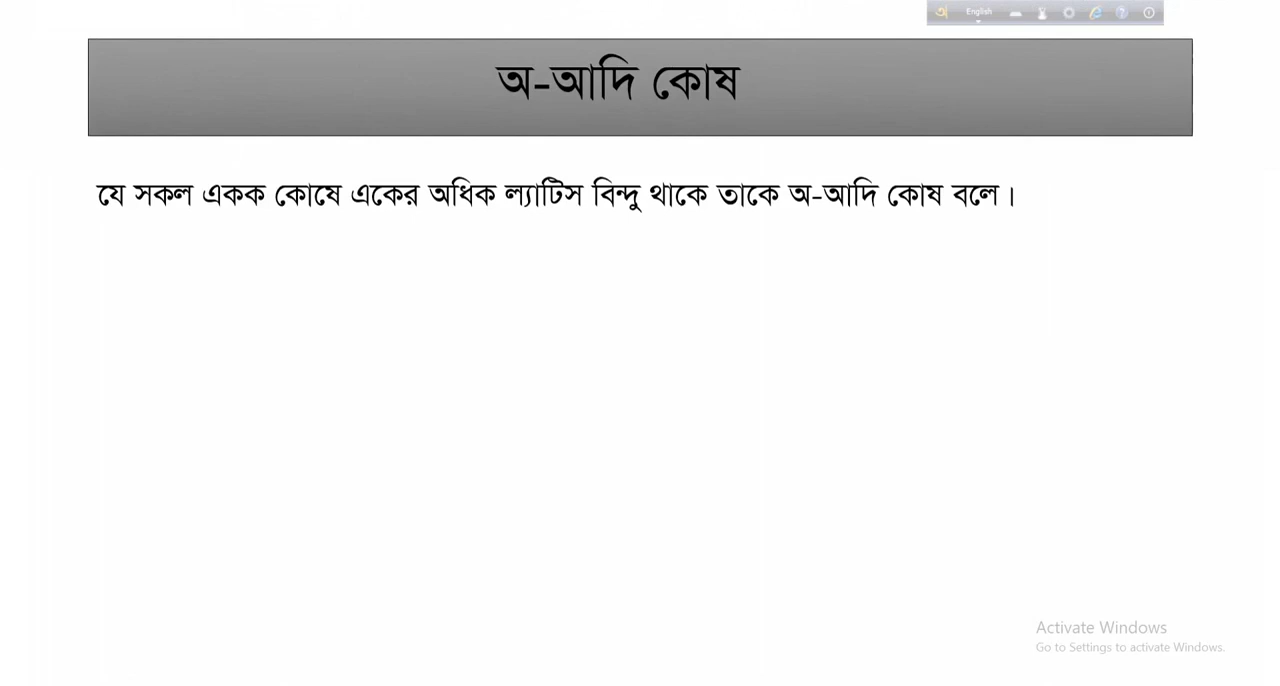 অ English
অ-আদি কোষ
যে সকল একক কোষে একের অধিক ল্যাটিস বিন্দু থাকে তাকে অ-আদি কোষ বলে।
Activate Windows
Go to Settings to activate Windows.